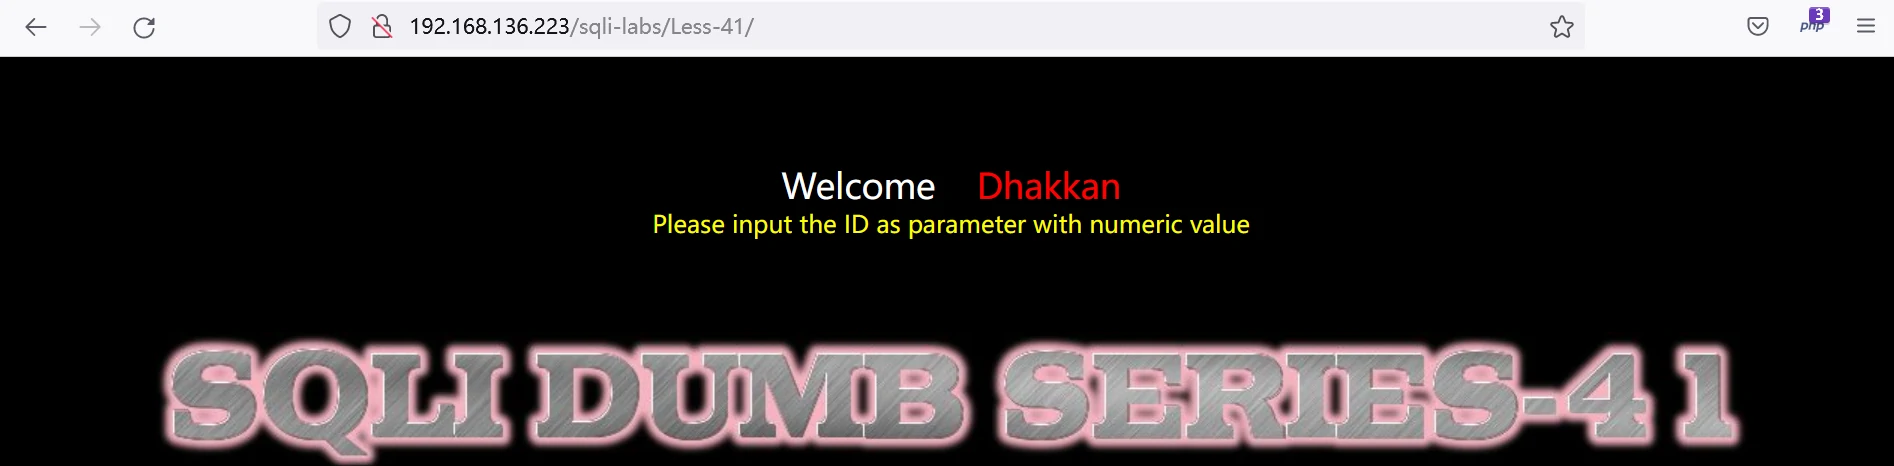 192.168.136.223/sqli-labs/Less-41/
3
php
Welcome Dhakkan
Please input the ID as parameter with numeric value
SQLI DUMB SERIES-41